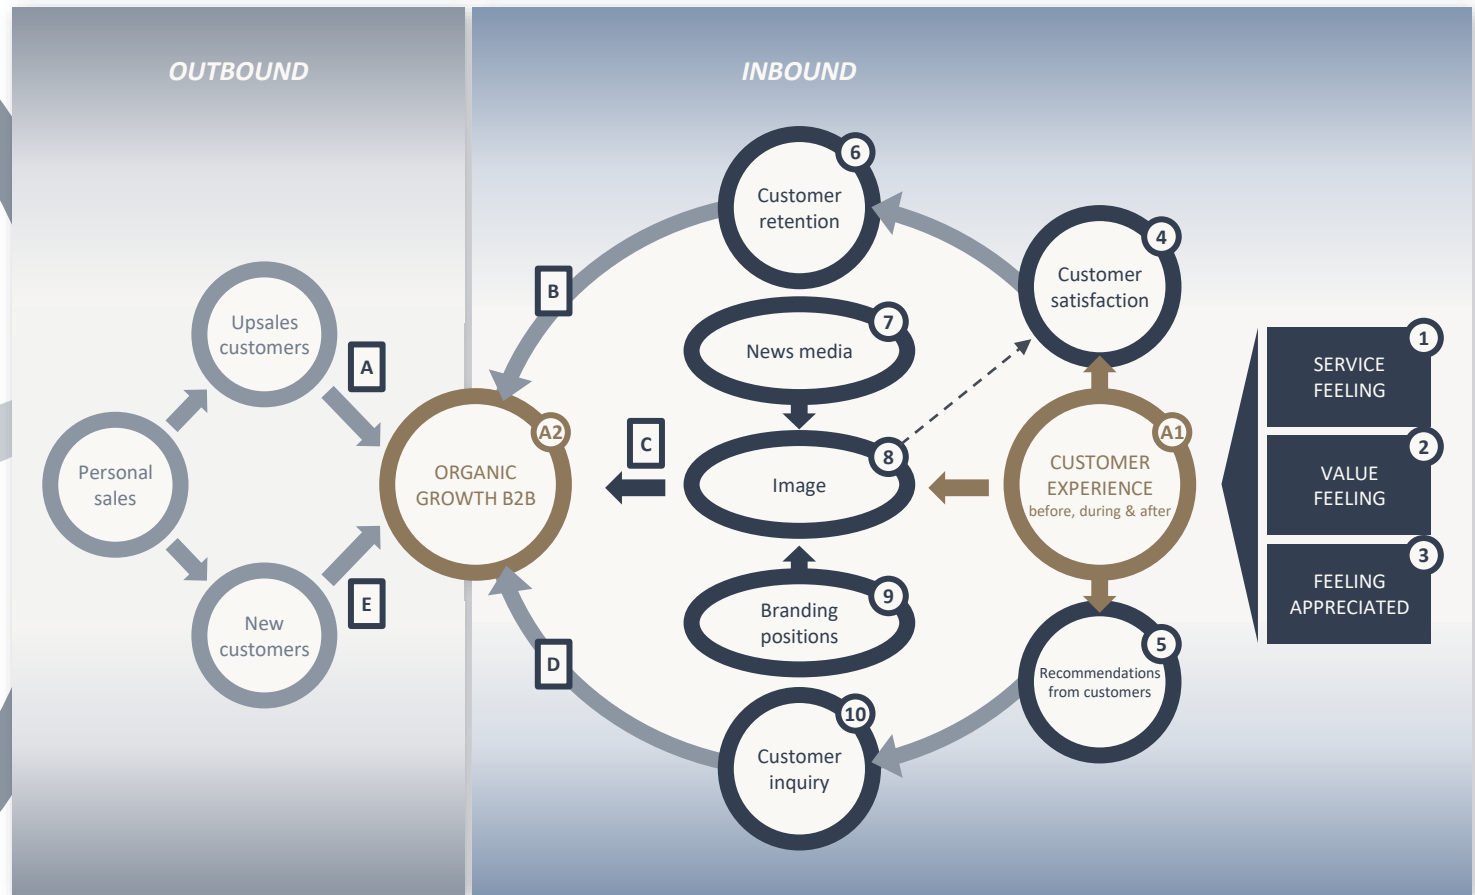 OUTBOUND
INBOUND
Personal
sales
Upsales
customers
New
customers
A
E
ORGANIC
GROWTH B2B
A2
B
C
D
Customer
retention
6
News media
7
Image
8
Branding
positions
9
Customer
inquiry
10
Customer
satisfaction
4
CUSTOMER
EXPERIENCE
before, during & after
A1
Recommendations
from customers
5
SERVICE
FEELING
1
VALUE
FEELING
2
FEELING
APPRECIATED
3